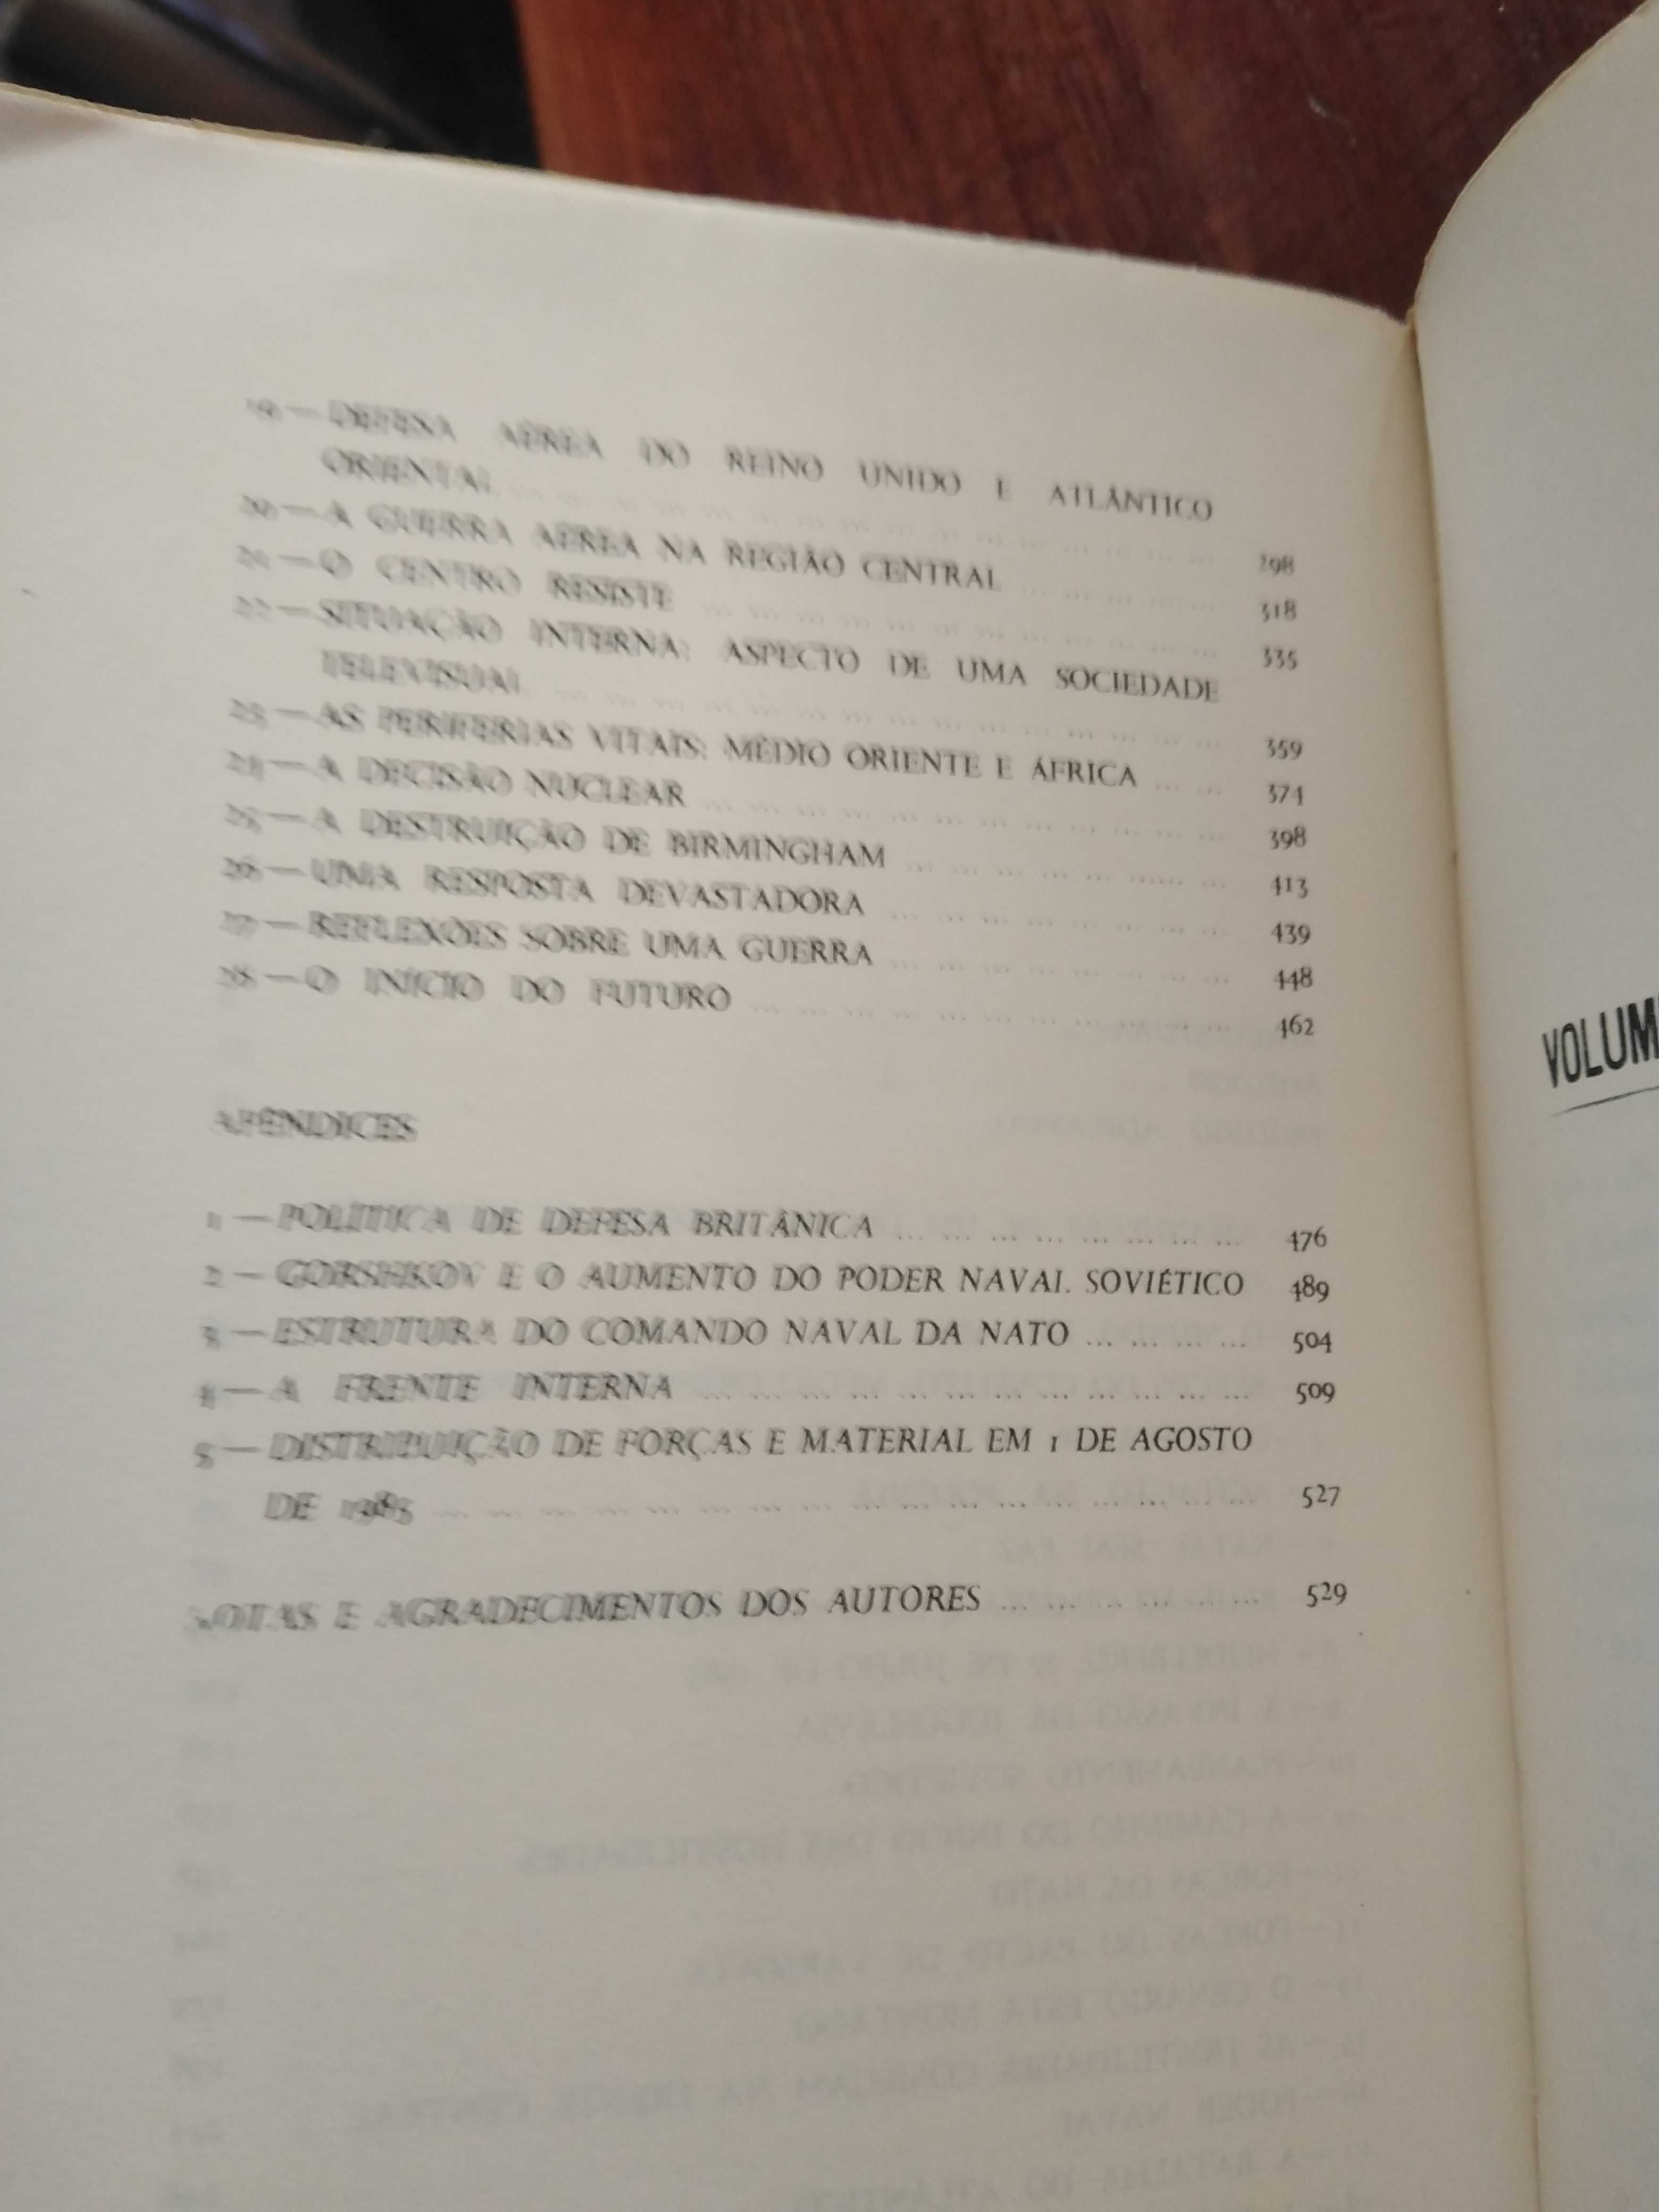 19 — DEFESA AÉREA DO REINO UNIDO E ATLÂNTICO
ORIENTAL ... 298
20 — A GUERRA AÉREA NA REGIÃO CENTRAL ... 318
21 — O CENTRO RESISTE ... 335
22 — SITUAÇÃO INTERNA: ASPECTO DE UMA SOCIEDADE
TELEVISUAL ... 359
23 — AS PERIFERIAS VITAIS: MÉDIO ORIENTE E ÁFRICA ... 374
24 — A DECISÃO NUCLEAR ... 398
25 — A DESTRUIÇÃO DE BIRMINGHAM ... 413
26 — UMA RESPOSTA DEVASTADORA ... 439
27 — REFLEXÕES SOBRE UMA GUERRA ... 448
28 — O INÍCIO DO FUTURO ... 462
APÊNDICES
1 — POLÍTICA DE DEFESA BRITÂNICA ... 476
2 — GORSHKOV E O AUMENTO DO PODER NAVAL SOVIÉTICO 489
3 — ESTRUTURA DO COMANDO NAVAL DA NATO ... 504
4 — A FRENTE INTERNA ... 509
5 — DISTRIBUIÇÃO DE FORÇAS E MATERIAL EM 1 DE AGOSTO
DE 1985 ... 527
NOTAS E AGRADECIMENTOS DOS AUTORES ... 529
VOLUM